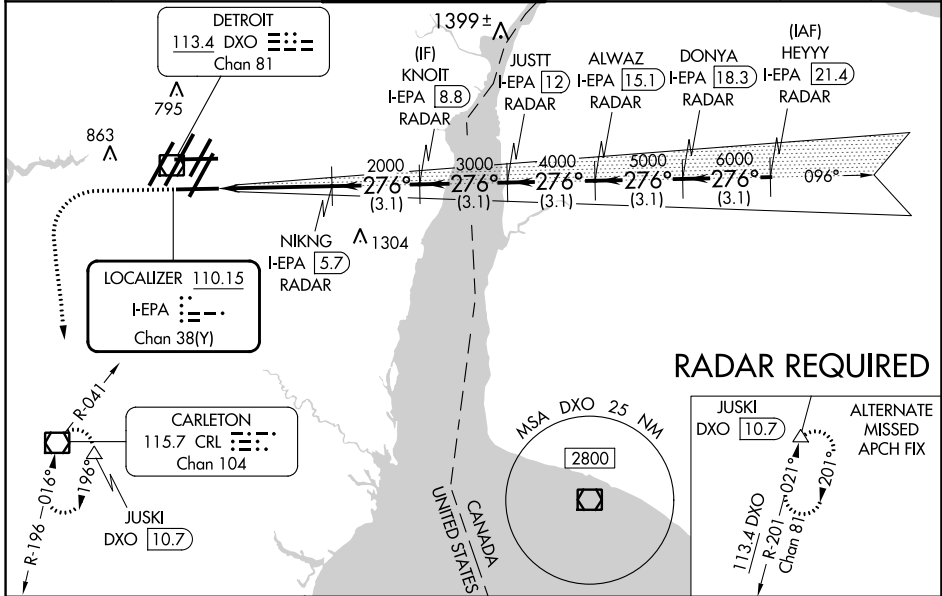 DETROIT
113.4 DXO
Chan 81
1399 ±
795
863
(IF)
KNOIT
I-EPA 8.8
RADAR
JUSTT
I-EPA 12
RADAR
ALWAZ
I-EPA 15.1
RADAR
DONYA
I-EPA 18.3
RADAR
(IAF)
HEYYY
I-EPA 21.4
RADAR
2000 3000 4000 5000 6000
276° 276° 276° 276° 276° 096°
(3.1) (3.1) (3.1) (3.1) (3.1)
NIKNG
I-EPA 5.7
RADAR
1304
LOCALIZER 110.15
I-EPA
Chan 38(Y)
RADAR REQUIRED
R-041
CARLETON
115.7 CRL
Chan 104
R-196
016°
196°
JUSKI
DXO 10.7
CANADA
UNITED STATES
MSA DXO 25 NM
2800
JUSKI
DXO 10.7
ALTERNATE
MISSED
APCH FIX
021°
201°
113.4 DXO
R-201
Chan 81